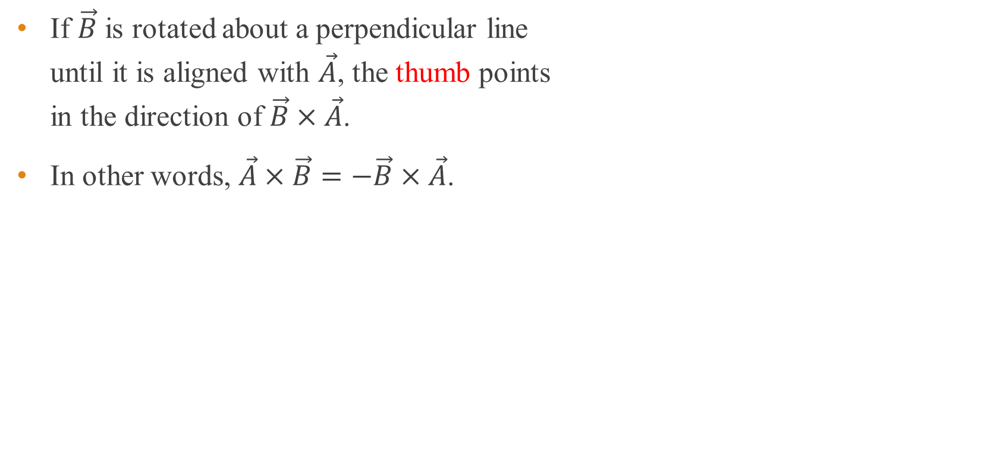 • If $\vec{B}$ is rotated about a perpendicular line
until it is aligned with $\vec{A}$, the thumb points
in the direction of $\vec{B} \times \vec{A}$.
• In other words, $\vec{A} \times \vec{B} = -\vec{B} \times \vec{A}$.